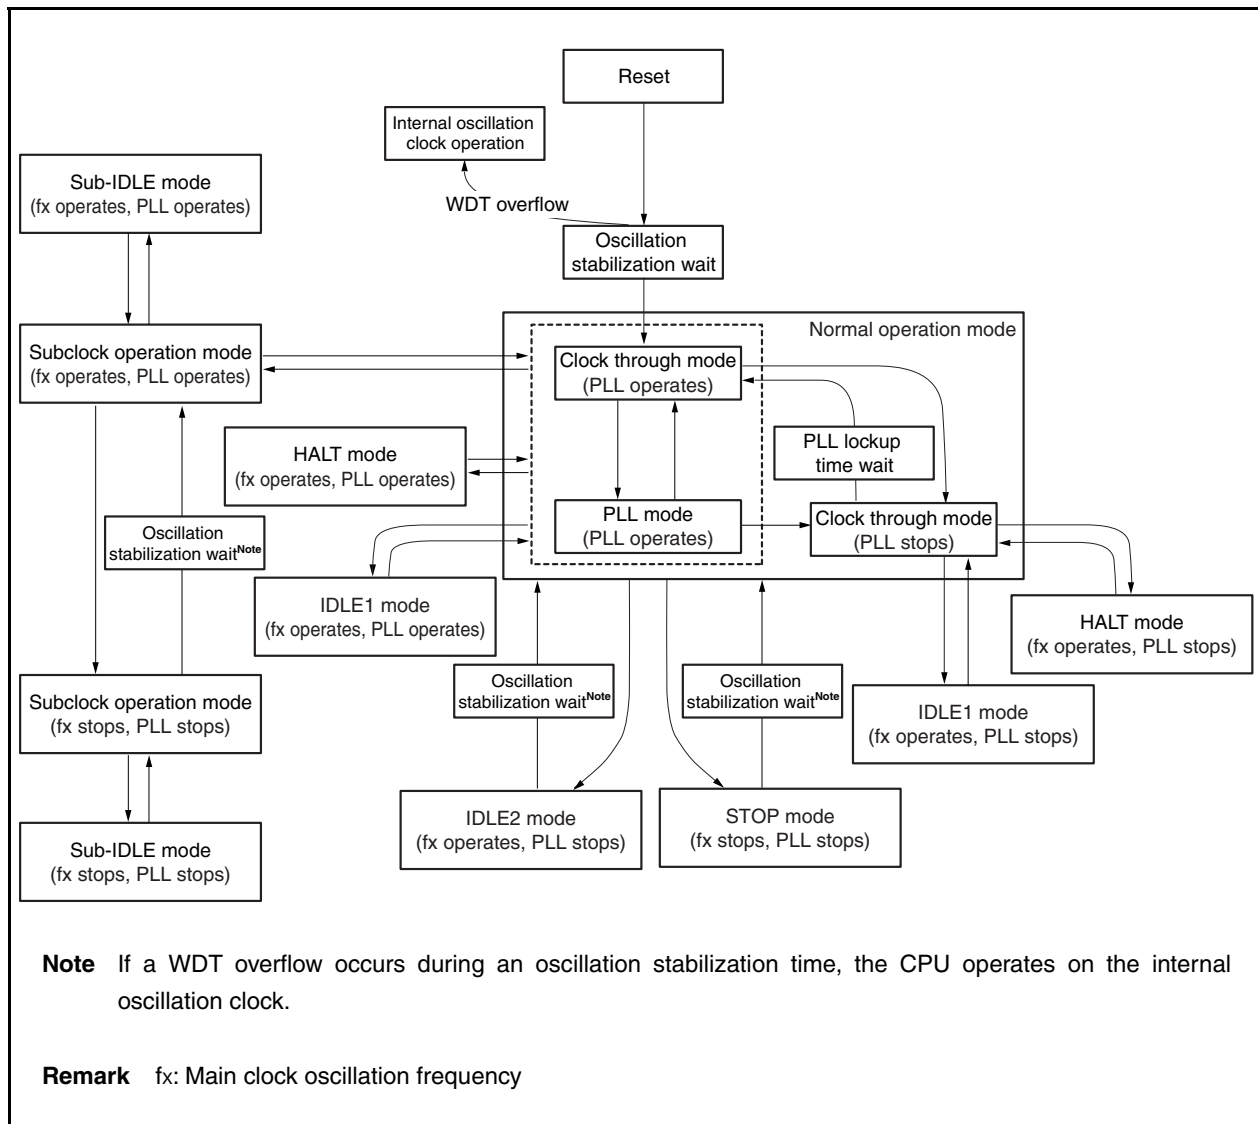 Reset
Internal oscillation
clock operation
WDT overflow
Oscillation
stabilization wait
Sub-IDLE mode
(fx operates, PLL operates)
Subclock operation mode
(fx operates, PLL operates)
Normal operation mode
Clock through mode
(PLL operates)
PLL lockup
time wait
HALT mode
(fx operates, PLL operates)
PLL mode
(PLL operates)
Clock through mode
(PLL stops)
Oscillation
stabilization waitNote
IDLE1 mode
(fx operates, PLL operates)
HALT mode
(fx operates, PLL stops)
Subclock operation mode
(fx stops, PLL stops)
Oscillation
stabilization waitNote
Oscillation
stabilization waitNote
IDLE1 mode
(fx operates, PLL stops)
IDLE2 mode
(fx operates, PLL stops)
STOP mode
(fx stops, PLL stops)
Sub-IDLE mode
(fx stops, PLL stops)
Note If a WDT overflow occurs during an oscillation stabilization time, the CPU operates on the internal
oscillation clock.
Remark fx: Main clock oscillation frequency